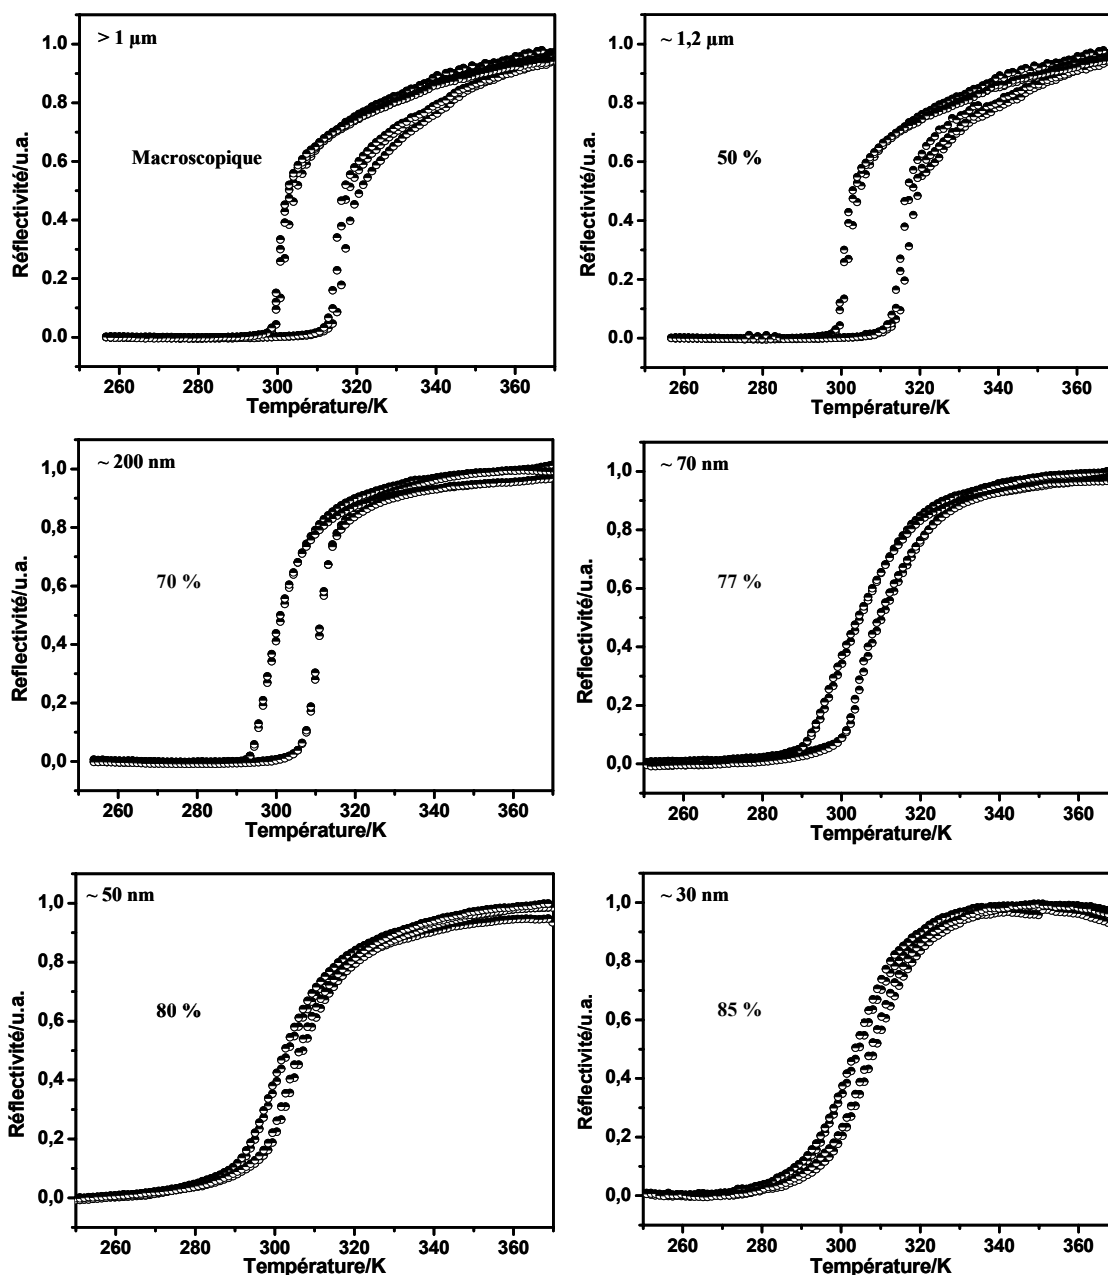 > 1 µm
Macroscopique
Réflectivité/u.a.
1.0
0.8
0.6
0.4
0.2
0.0
260 280 300 320 340 360
Température/K
~ 1,2 µm
50 %
Réflectivité/u.a.
1.0
0.8
0.6
0.4
0.2
0.0
260 280 300 320 340 360
Température/K
~ 200 nm
70 %
Reflectivité/u.a.
1,0
0,8
0,6
0,4
0,2
0,0
260 280 300 320 340 360
Température/K
~ 70 nm
77 %
Reflectivité/u.a.
1,0
0,8
0,6
0,4
0,2
0,0
260 280 300 320 340 360
Température/K
~ 50 nm
80 %
Réflectivité/u.a.
1,0
0,8
0,6
0,4
0,2
0,0
260 280 300 320 340 360
Température/K
~ 30 nm
85 %
Réflectivité/u.a.
1,0
0,8
0,6
0,4
0,2
0,0
260 280 300 320 340 360
Température/K